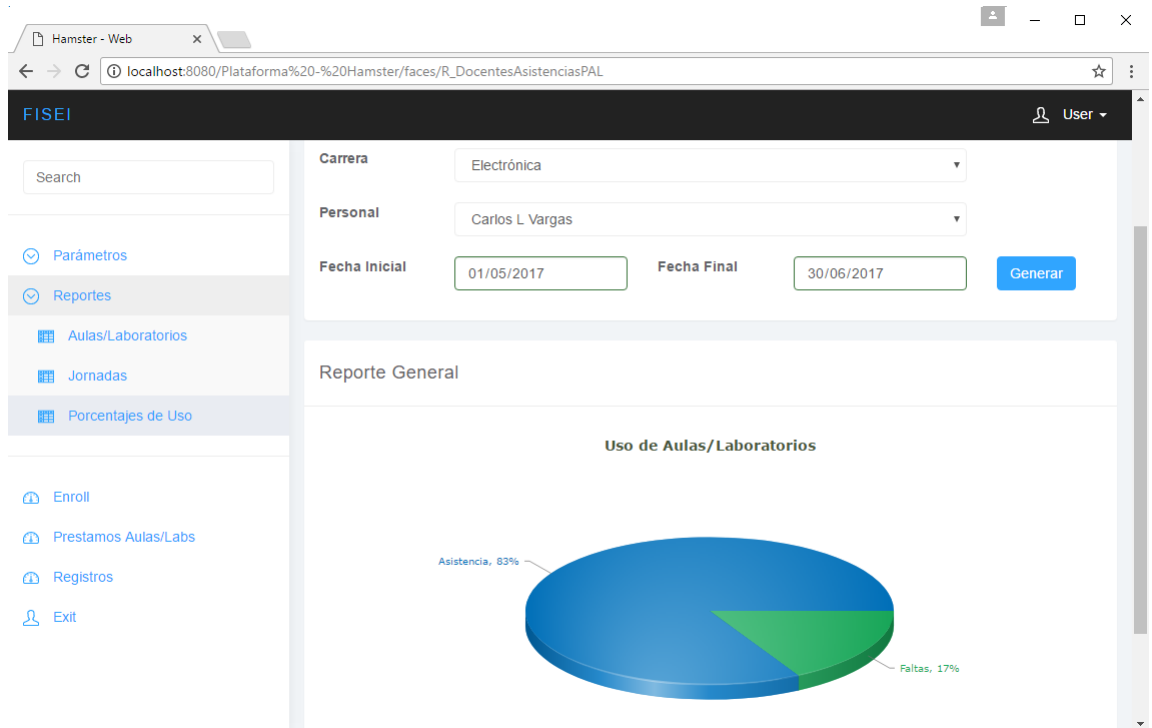 Hamster - Web
localhost:8080/Plataforma%20-%20Hamster/faces/R_DocentesAsistenciasPAL
FISEI
User
Search
Parámetros
Reportes
Aulas/Laboratorios
Jornadas
Porcentajes de Uso
Enroll
Prestamos Aulas/Labs
Registros
Exit
Carrera
Electrónica
Personal
Carlos L Vargas
Fecha Inicial
01/05/2017
Fecha Final
30/06/2017
Generar
Reporte General
Uso de Aulas/Laboratorios
Asistencia, 83%
Faltas, 17%